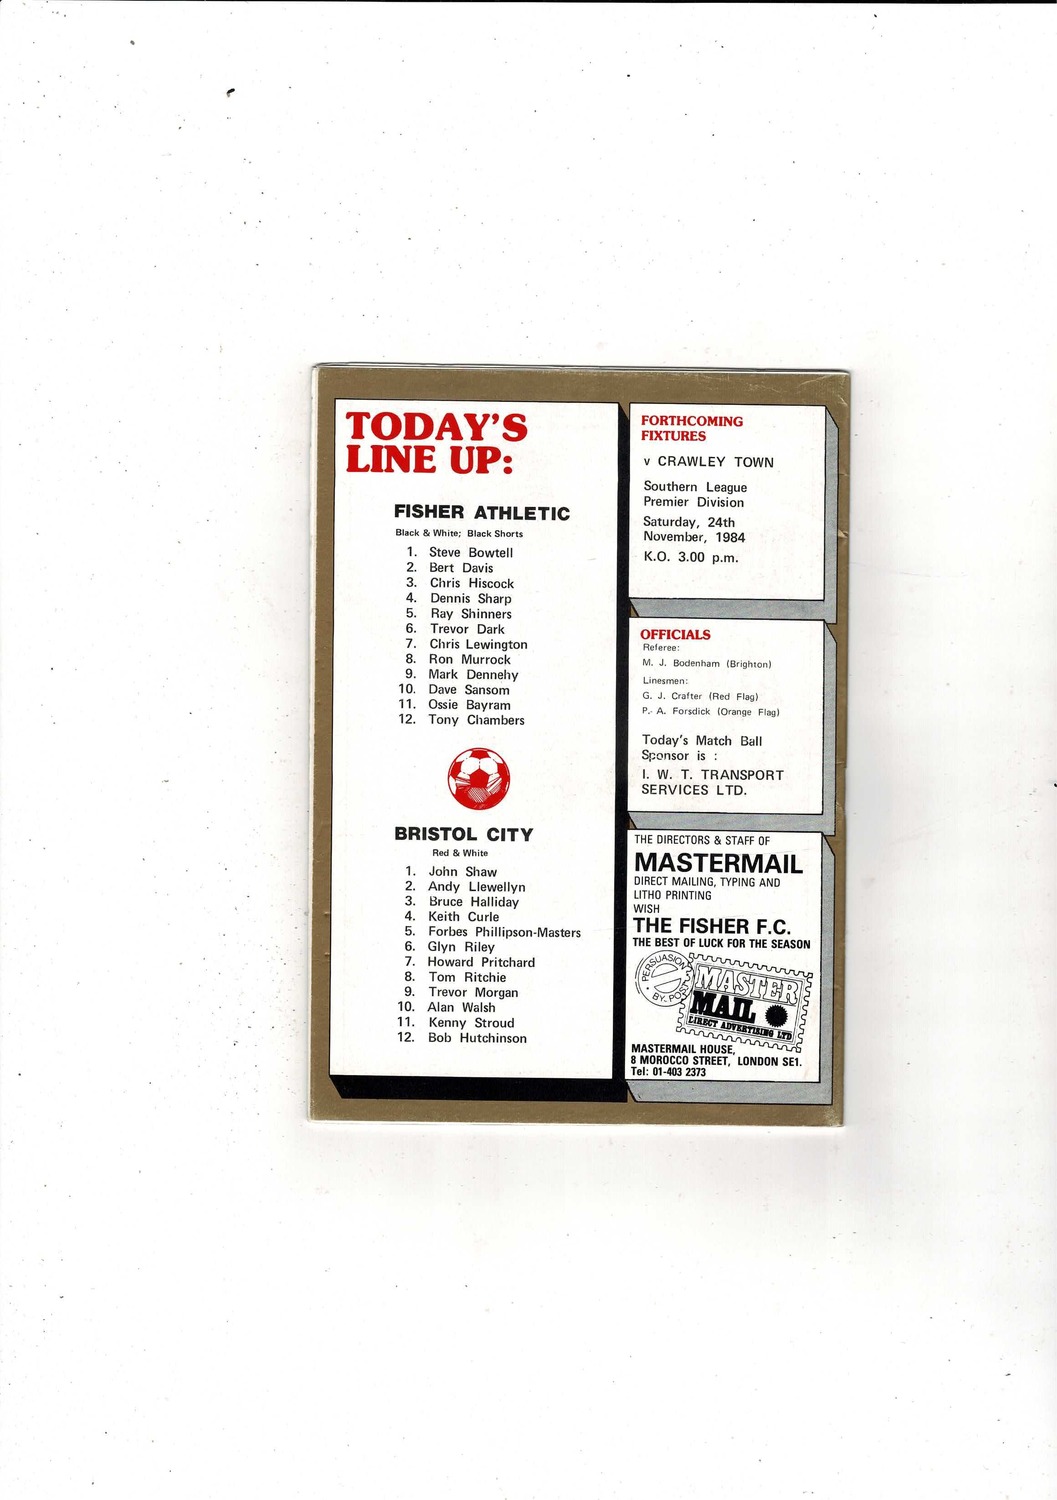 TODAY'S
LINE UP:
FISHER ATHLETIC
Black & White; Black Shorts
1. Steve Bowtell
2. Bert Davis
3. Chris Hiscock
4. Dennis Sharp
5. Ray Shinners
6. Trevor Dark
7. Chris Lewington
8. Ron Murrock
9. Mark Dennehy
10. Dave Sansom
11. Ossie Bayram
12. Tony Chambers
BRISTOL CITY
Red & White
1. John Shaw
2. Andy Llewellyn
3. Bruce Halliday
4. Keith Curle
5. Forbes Phillipson-Masters
6. Glyn Riley
7. Howard Pritchard
8. Tom Ritchie
9. Trevor Morgan
10. Alan Walsh
11. Kenny Stroud
12. Bob Hutchinson
FORTHCOMING
FIXTURES
v CRAWLEY TOWN
Southern League
Premier Division
Saturday, 24th
November, 1984
K.O. 3.00 p.m.
OFFICIALS
Referee:
M. J. Bodenham (Brighton)
Linesmen:
G. J. Crafter (Red Flag)
P. A. Forsdick (Orange Flag)
Today's Match Ball
Sponsor is :
I. W. T. TRANSPORT
SERVICES LTD.
THE DIRECTORS & STAFF OF
MASTERMAIL
DIRECT MAILING, TYPING AND
LITHO PRINTING
WISH
THE FISHER F.C.
THE BEST OF LUCK FOR THE SEASON
PERSUASION
BY POST
MASTER
MAIL
DIRECT ADVERTISING LTD
MASTERMAIL HOUSE,
8 MOROCCO STREET, LONDON SE1.
Tel: 01-403 2373